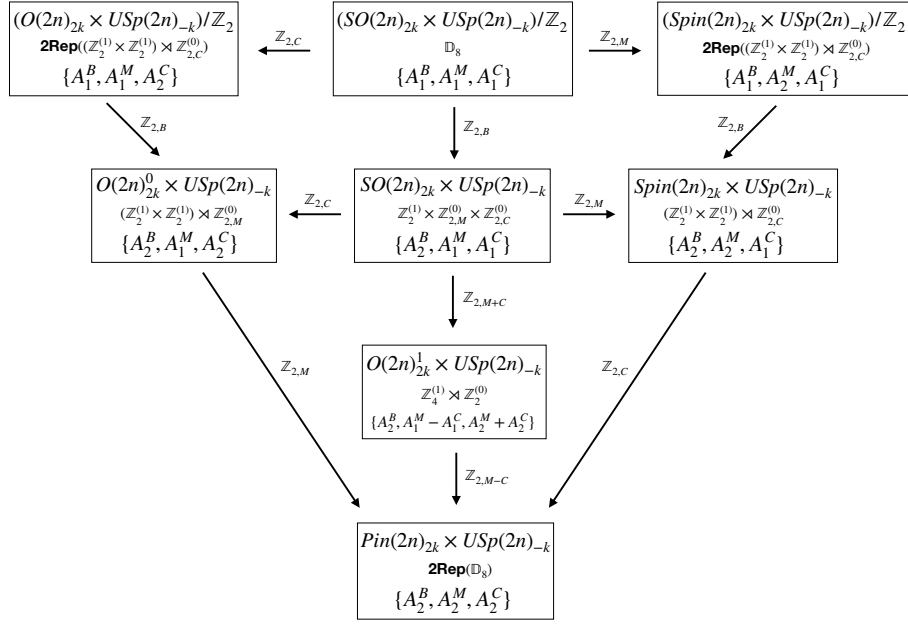 (O(2n)_{2k} × USp(2n)_{-k})/ℤ_2
2Rep((ℤ_2^{(1)} × ℤ_2^{(1)}) ⋊ ℤ_{2,C}^{(0)})
{A_1^B, A_1^M, A_2^C}
ℤ_{2,C}
(SO(2n)_{2k} × USp(2n)_{-k})/ℤ_2
𝔻_8
{A_1^B, A_1^M, A_1^C}
ℤ_{2,M}
(Spin(2n)_{2k} × USp(2n)_{-k})/ℤ_2
2Rep((ℤ_2^{(1)} × ℤ_2^{(1)}) ⋊ ℤ_{2,C}^{(0)})
{A_1^B, A_2^M, A_1^C}
ℤ_{2,B}
ℤ_{2,B}
ℤ_{2,B}
O(2n)_{2k}^0 × USp(2n)_{-k}
(ℤ_2^{(1)} × ℤ_2^{(1)}) ⋊ ℤ_{2,M}^{(0)}
{A_2^B, A_1^M, A_2^C}
ℤ_{2,C}
SO(2n)_{2k} × USp(2n)_{-k}
ℤ_2^{(1)} × ℤ_{2,M}^{(0)} × ℤ_{2,C}^{(0)}
{A_2^B, A_1^M, A_1^C}
ℤ_{2,M}
Spin(2n)_{2k} × USp(2n)_{-k}
(ℤ_2^{(1)} × ℤ_2^{(1)}) ⋊ ℤ_{2,C}^{(0)}
{A_2^B, A_2^M, A_1^C}
ℤ_{2,M+C}
ℤ_{2,M}
O(2n)_{2k}^1 × USp(2n)_{-k}
ℤ_4^{(1)} ⋊ ℤ_2^{(0)}
{A_2^B, A_1^M − A_1^C, A_2^M + A_2^C}
ℤ_{2,C}
ℤ_{2,M−C}
Pin(2n)_{2k} × USp(2n)_{-k}
2Rep(𝔻_8)
{A_2^B, A_2^M, A_2^C}